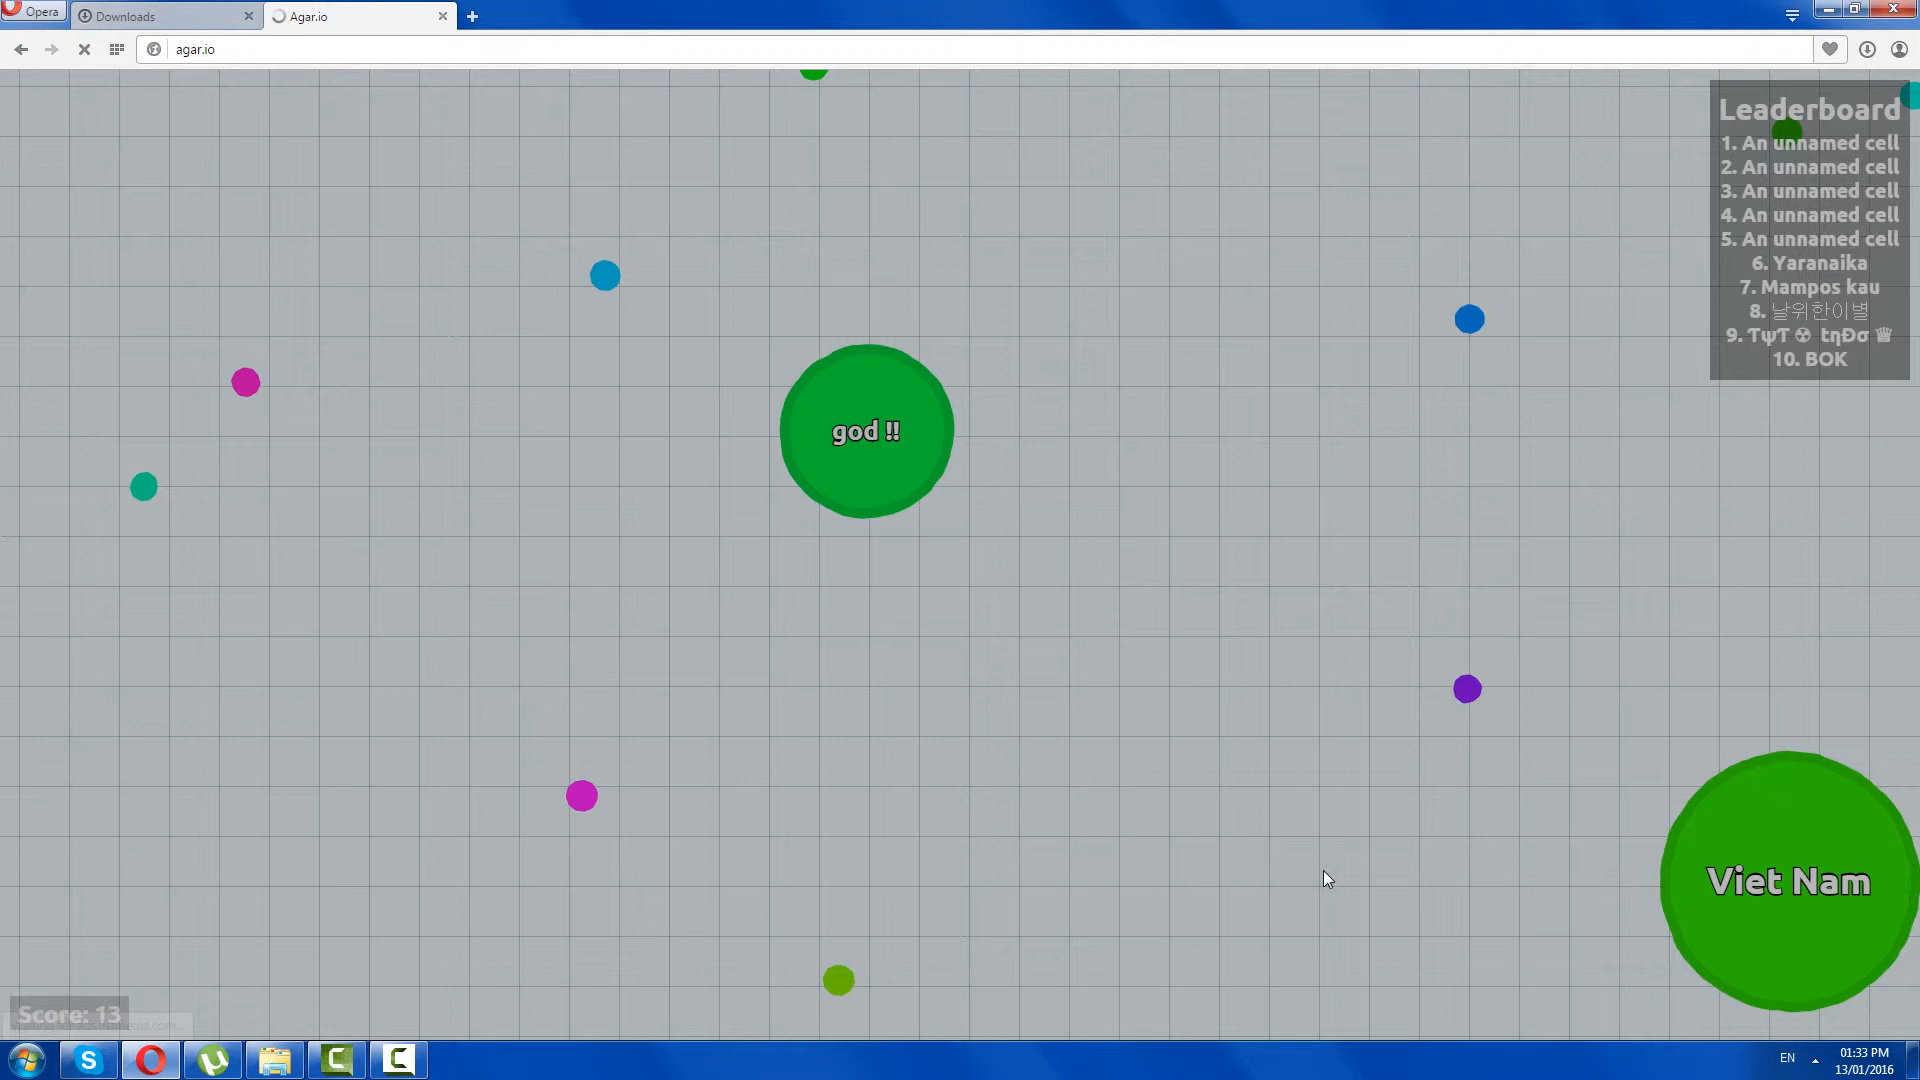 Opera
Downloads
Agar.io
agar.io
Leaderboard
1. An unnamed cell
2. An unnamed cell
3. An unnamed cell
4. An unnamed cell
5. An unnamed cell
6. Yaranaika
7. Mampos kau
8. 날위한이별
9. ƬψƬ ☢ ƭηĐσ ♕
10. BOK
god !!
Viet Nam
Score: 13
EN
01:33 PM
13/01/2016